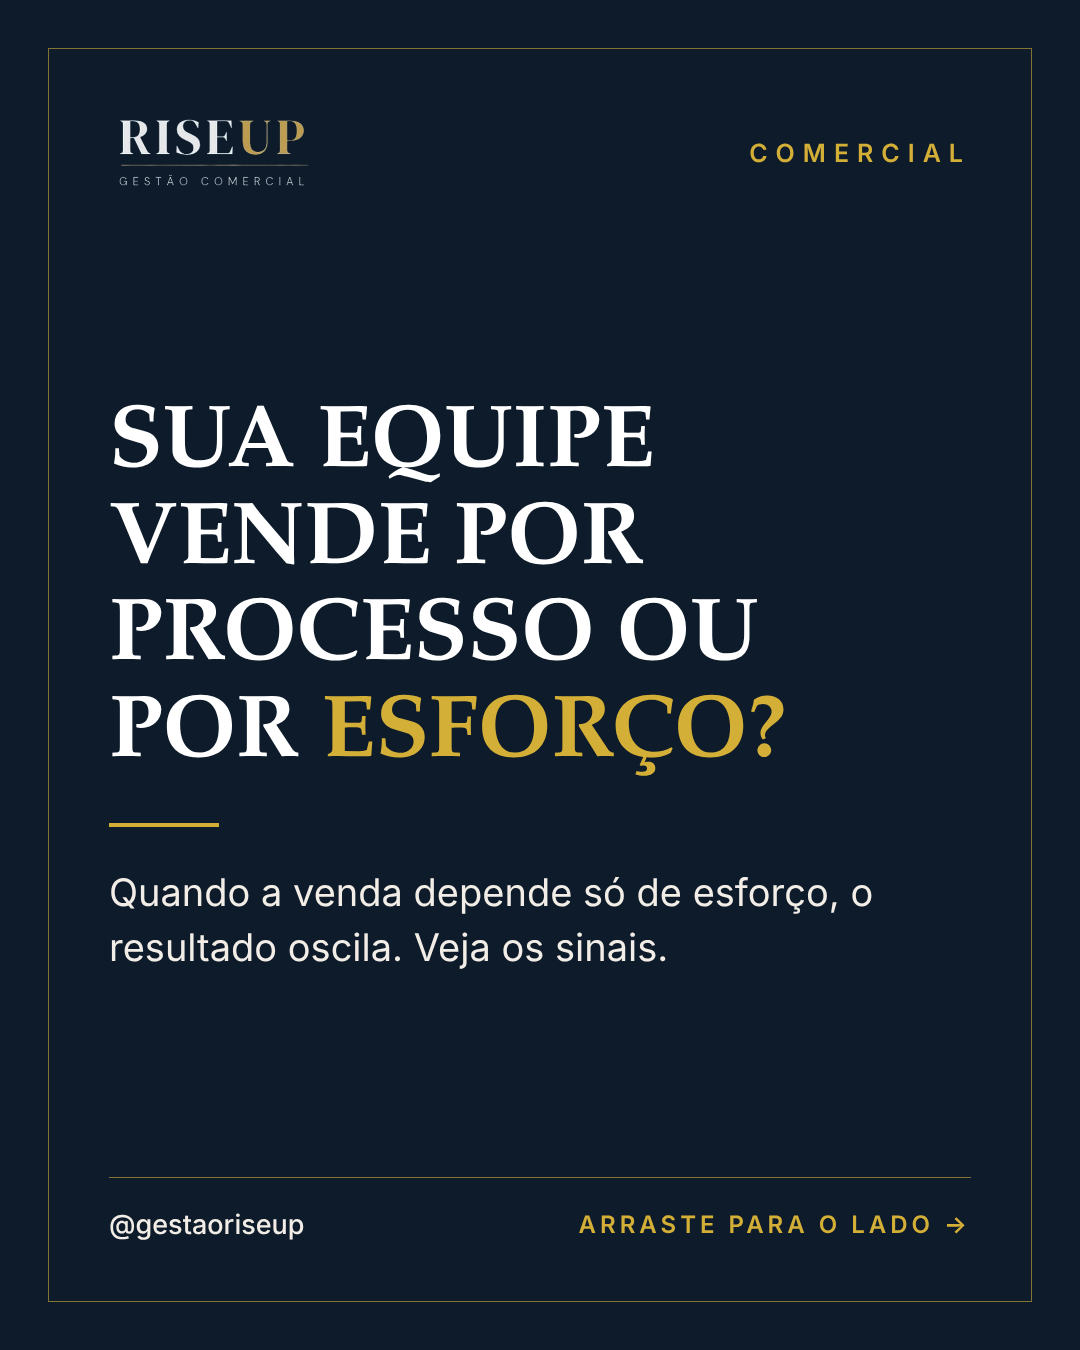 RISEUP
GESTÃO COMERCIAL
COMERCIAL
SUA EQUIPE
VENDE POR
PROCESSO OU
POR ESFORÇO?
Quando a venda depende só de esforço, o
resultado oscila. Veja os sinais.
@gestaoriseup
ARRASTE PARA O LADO →